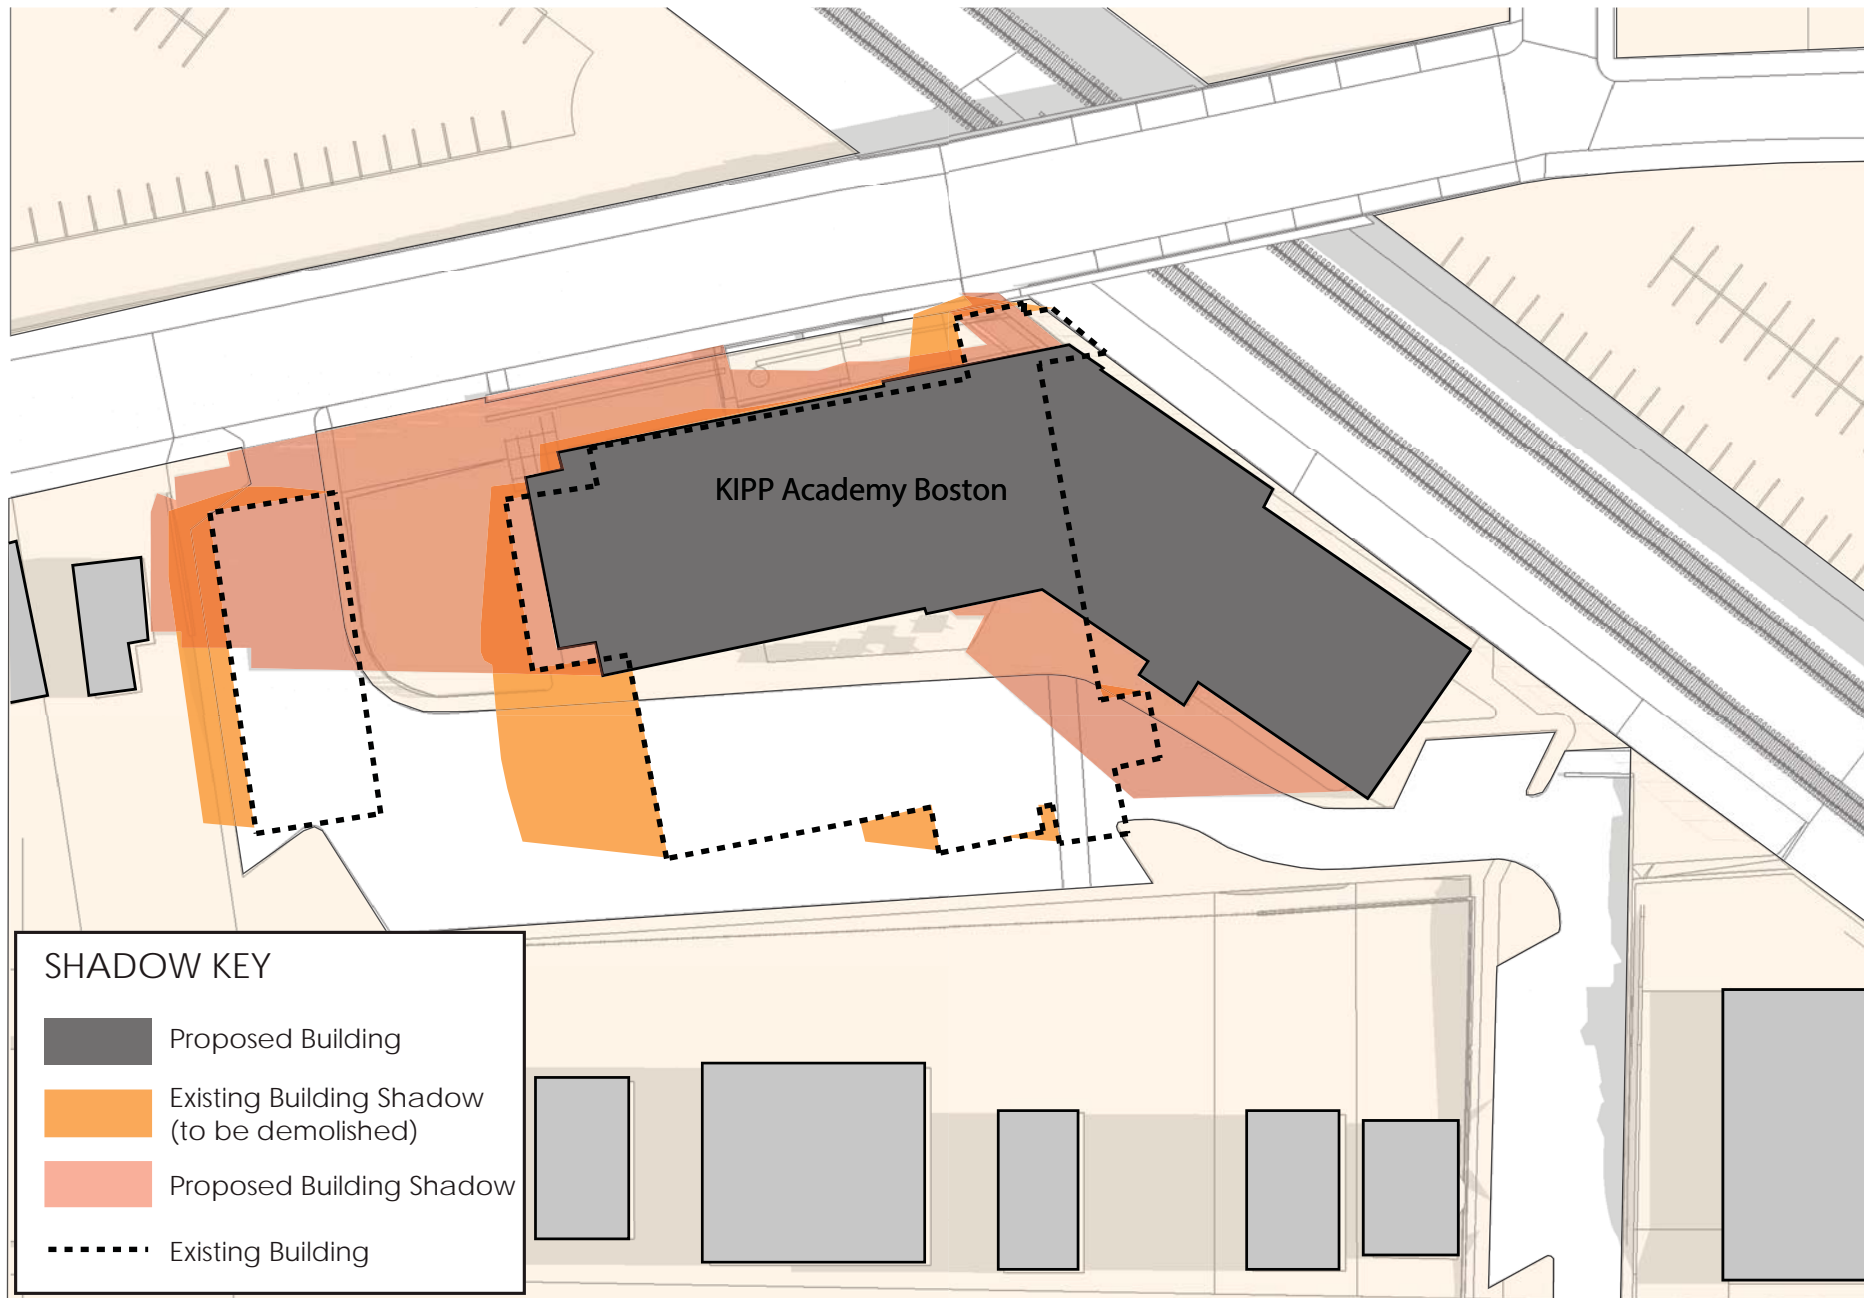 KIPP Academy Boston
SHADOW KEY
Proposed Building
Existing Building Shadow
(to be demolished)
Proposed Building Shadow
Existing Building